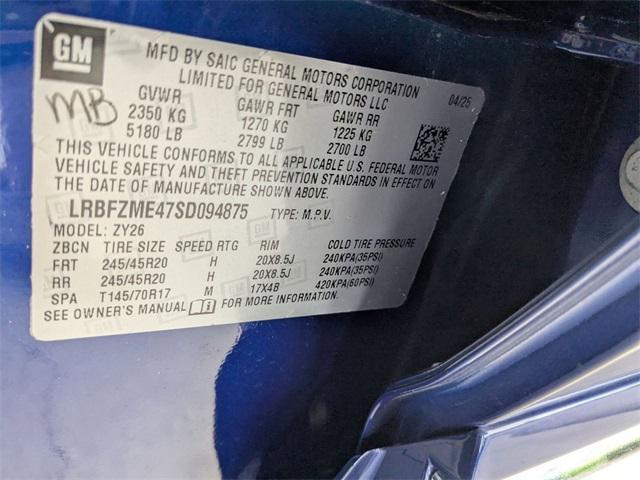 GM
MFD BY SAIC GENERAL MOTORS CORPORATION
LIMITED FOR GENERAL MOTORS LLC
04/25
MB
GVWR GAWR FRT GAWR RR
2350 KG 1270 KG 1225 KG
5180 LB 2799 LB 2700 LB
THIS VEHICLE CONFORMS TO ALL APPLICABLE U.S. FEDERAL MOTOR
VEHICLE SAFETY AND THEFT PREVENTION STANDARDS IN EFFECT ON
THE DATE OF MANUFACTURE SHOWN ABOVE.
LRBFZME47SD094875 TYPE: M.P.V.
MODEL: ZY26
ZBCN TIRE SIZE SPEED RTG RIM COLD TIRE PRESSURE
FRT 245/45R20 H 20X8.5J 240KPA(35PSI)
RR 245/45R20 H 20X8.5J 240KPA(35PSI)
SPA T145/70R17 M 17X4B 420KPA(60PSI)
SEE OWNER'S MANUAL FOR MORE INFORMATION.